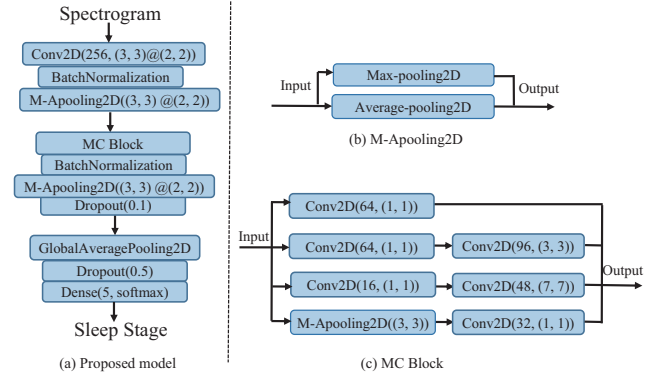 Spectrogram
Conv2D(256, (3, 3)@(2, 2))
BatchNormalization
M-Apooling2D((3, 3) @(2, 2))
MC Block
BatchNormalization
M-Apooling2D((3, 3) @(2, 2))
Dropout(0.1)
GlobalAveragePooling2D
Dropout(0.5)
Dense(5, softmax)
Sleep Stage
(a) Proposed model
Input
Max-pooling2D
Average-pooling2D
Output
(b) M-Apooling2D
Input
Conv2D(64, (1, 1))
Conv2D(64, (1, 1))
Conv2D(96, (3, 3))
Conv2D(16, (1, 1))
Conv2D(48, (7, 7))
M-Apooling2D((3, 3))
Conv2D(32, (1, 1))
Output
(c) MC Block